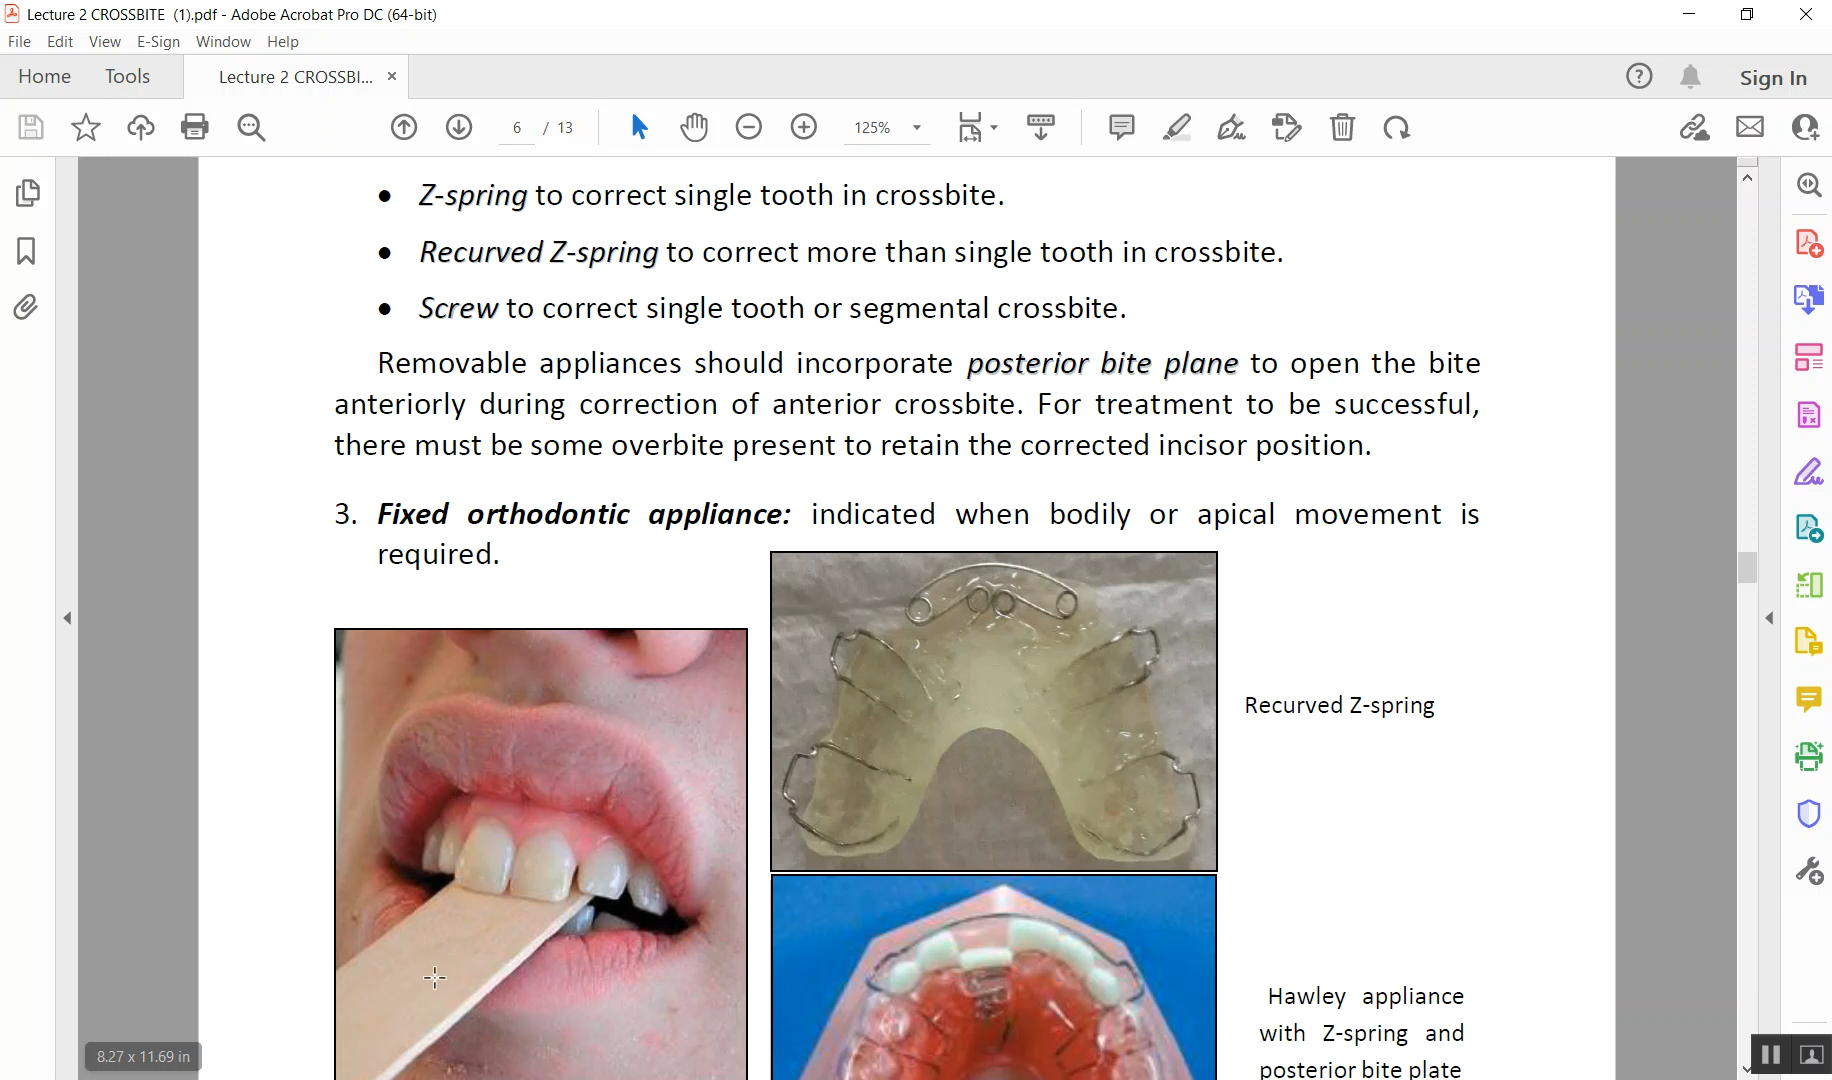 Lecture 2 CROSSBITE (1).pdf - Adobe Acrobat Pro DC (64-bit)
File Edit View E-Sign Window Help
Home Tools Lecture 2 CROSSBI... × Sign In
6 / 13 125%
• Z-spring to correct single tooth in crossbite.
• Recurved Z-spring to correct more than single tooth in crossbite.
• Screw to correct single tooth or segmental crossbite.
Removable appliances should incorporate posterior bite plane to open the bite
anteriorly during correction of anterior crossbite. For treatment to be successful,
there must be some overbite present to retain the corrected incisor position.
3. Fixed orthodontic appliance: indicated when bodily or apical movement is
required.
Recurved Z-spring
Hawley appliance
with Z-spring and
posterior bite plate
8.27 x 11.69 in